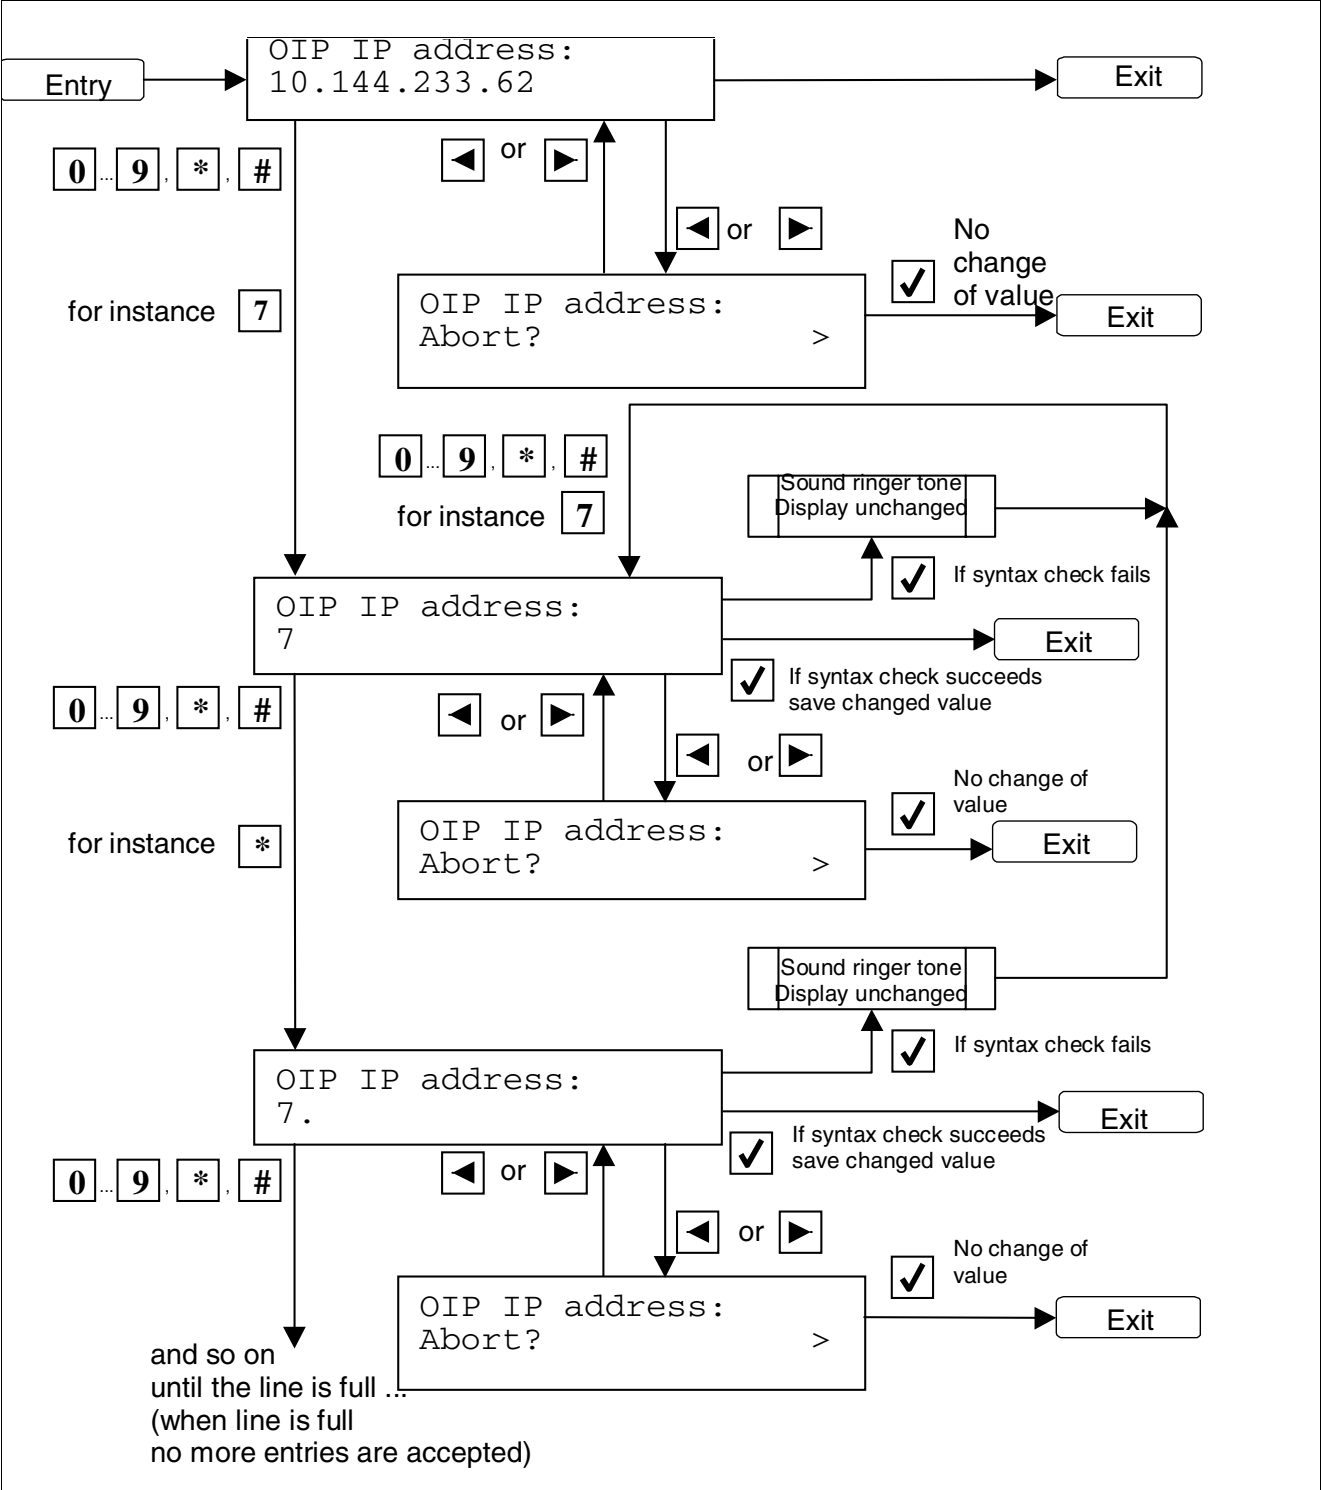 OIP IP address:
10.144.233.62
Entry
Exit
0 ... 9 , * , #
or
or
No
change
of value
for instance 7
OIP IP address:
Abort? >
Exit
0 ... 9 , * , #
for instance 7
Sound ringer tone
Display unchanged
If syntax check fails
OIP IP address:
7
Exit
If syntax check succeeds
save changed value
0 ... 9 , * , #
or
or
No change of
value
for instance *
OIP IP address:
Abort? >
Exit
Sound ringer tone
Display unchanged
If syntax check fails
OIP IP address:
7.
Exit
If syntax check succeeds
save changed value
0 ... 9 , * , #
or
or
No change of
value
OIP IP address:
Abort? >
Exit
and so on
until the line is full ...
(when line is full
no more entries are accepted)